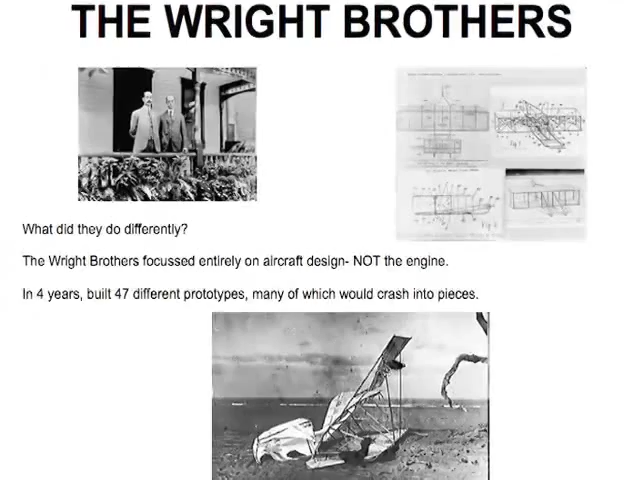 THE WRIGHT BROTHERS
What did they do differently?
The Wright Brothers focussed entirely on aircraft design- NOT the engine.
In 4 years, built 47 different prototypes, many of which would crash into pieces.